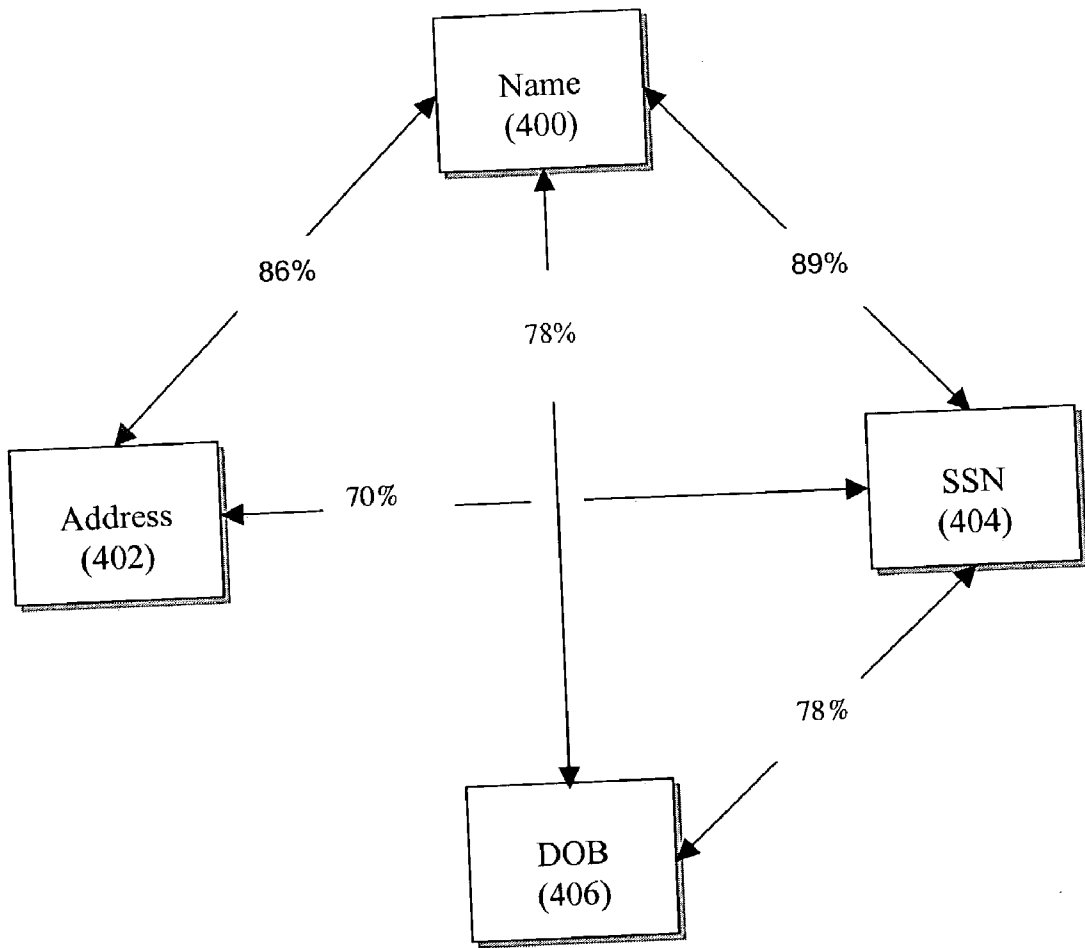 Name
(400)
86%
89%
78%
Address
(402)
70%
SSN
(404)
78%
DOB
(406)